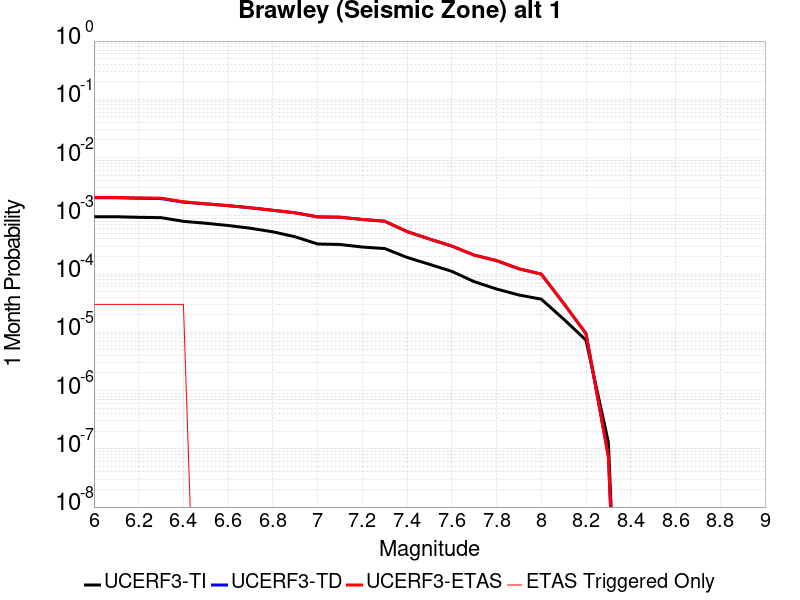 Brawley (Seismic Zone) alt 1
10^0
10^-1
10^-2
10^-3
10^-4
10^-5
10^-6
10^-7
10^-8
1 Month Probability
6 6.2 6.4 6.6 6.8 7 7.2 7.4 7.6 7.8 8 8.2 8.4 8.6 8.8 9
Magnitude
UCERF3-TI UCERF3-TD UCERF3-ETAS ETAS Triggered Only